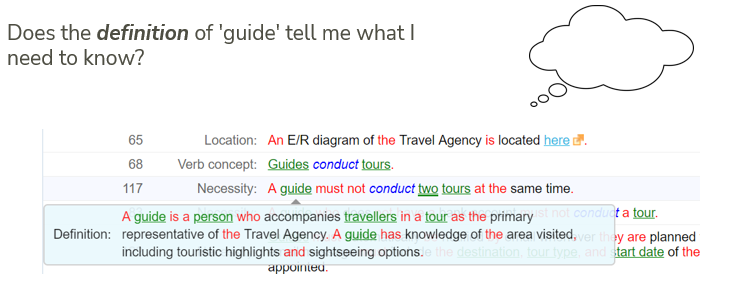 Does the definition of 'guide' tell me what I
need to know?
65 Location: An E/R diagram of the Travel Agency is located here.
68 Verb concept: Guides conduct tours.
117 Necessity: A guide must not conduct two tours at the same time.
ust not conduct a tour.
Definition: A guide is a person who accompanies travellers in a tour as the primary
representative of the Travel Agency. A guide has knowledge of the area visited,
including touristic highlights and sightseeing options.
ver they are planned
the destination, tour type, and start date of the
appointed.